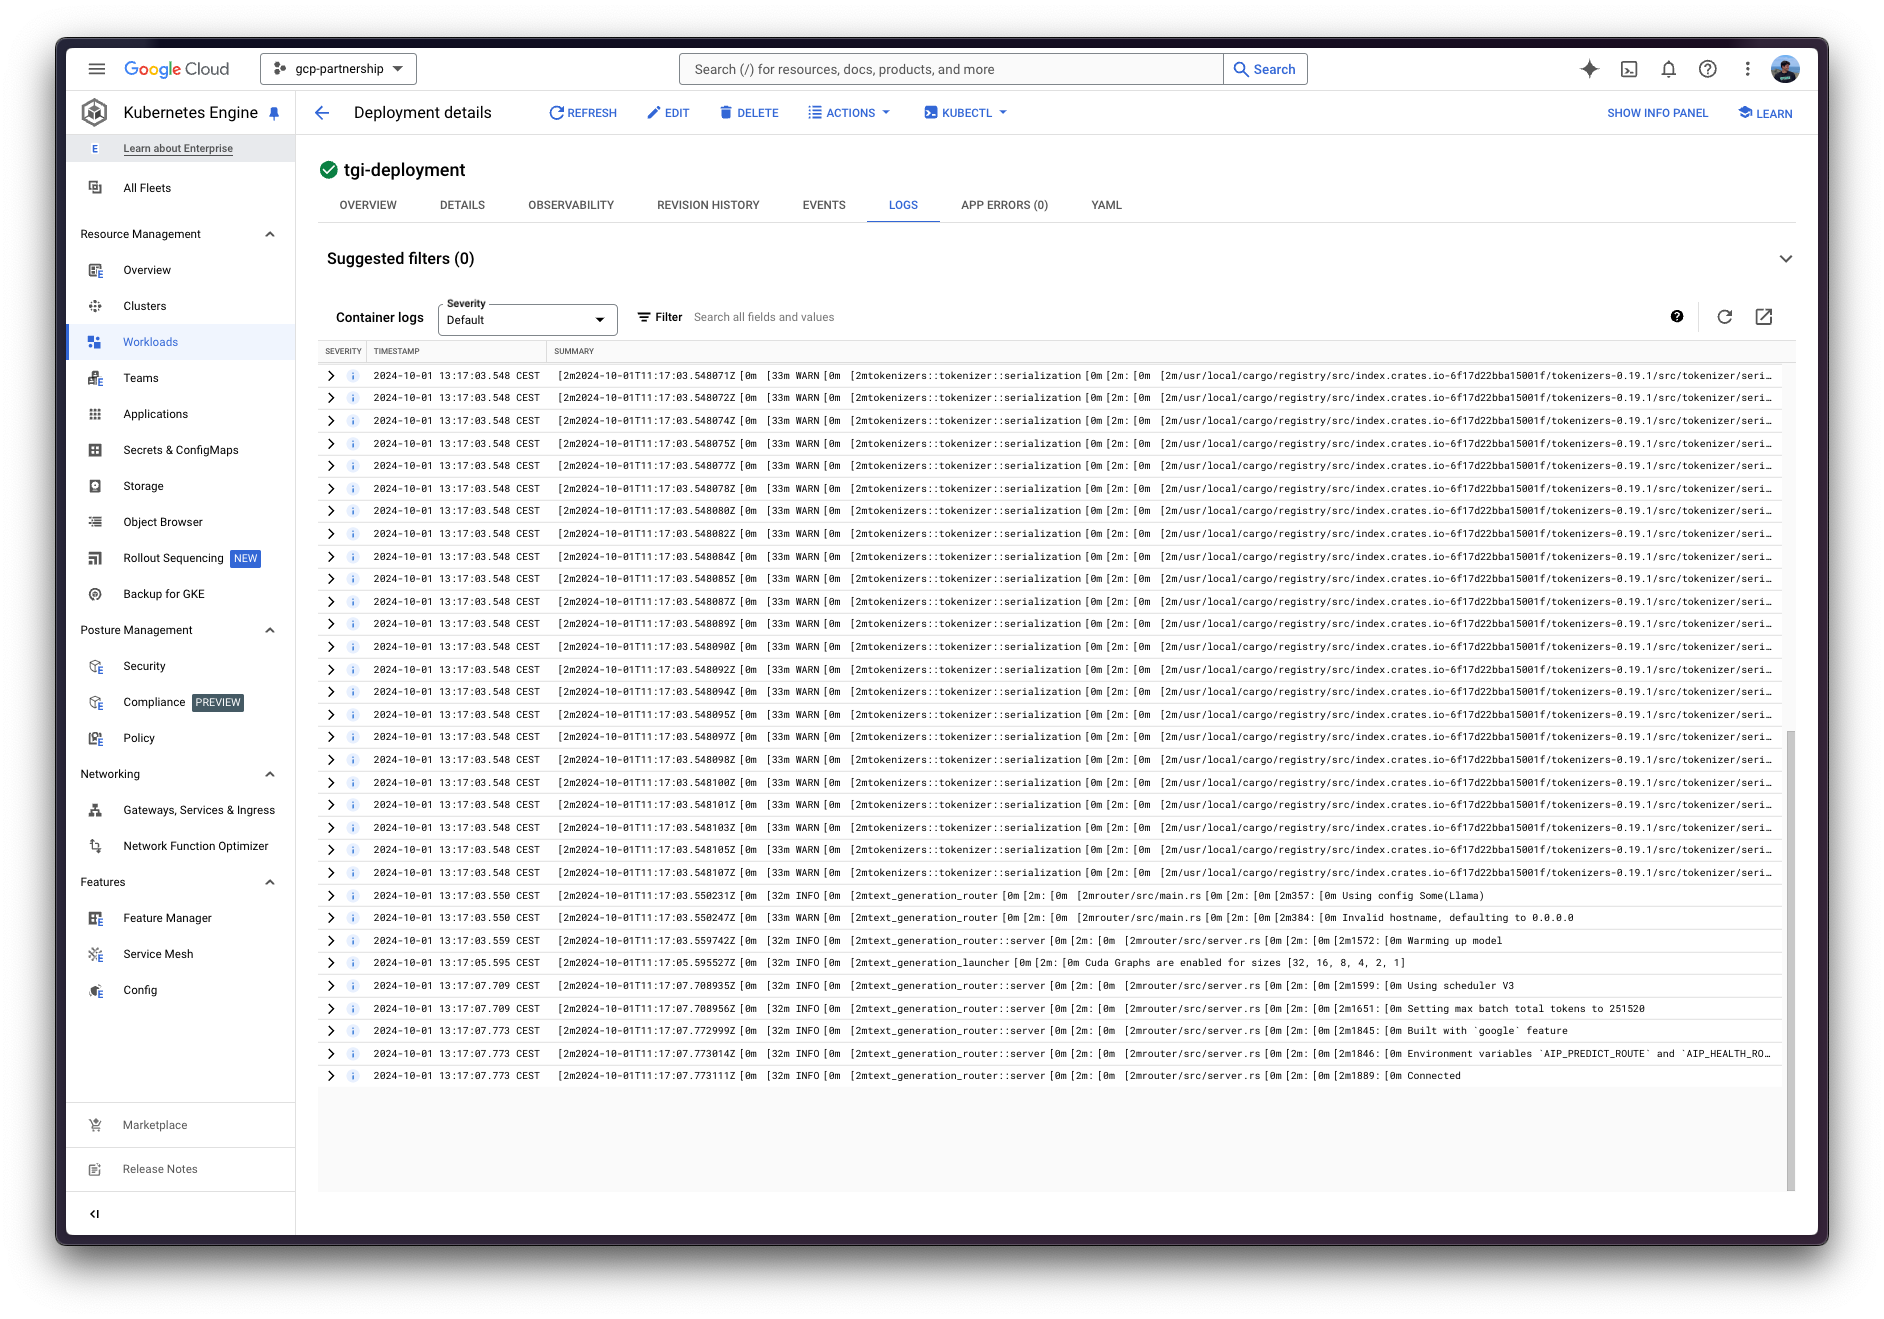 Google Cloud
gcp-partnership
Search (/) for resources, docs, products, and more
Search
Kubernetes Engine
Deployment details
REFRESH
EDIT
DELETE
ACTIONS
KUBECTL
SHOW INFO PANEL
LEARN
E Learn about Enterprise
All Fleets
Resource Management
Overview
Clusters
Workloads
Teams
Applications
Secrets & ConfigMaps
Storage
Object Browser
Rollout Sequencing NEW
Backup for GKE
Posture Management
Security
Compliance PREVIEW
Policy
Networking
Gateways, Services & Ingress
Network Function Optimizer
Features
Feature Manager
Service Mesh
Config
Marketplace
Release Notes
tgi-deployment
OVERVIEW DETAILS OBSERVABILITY REVISION HISTORY EVENTS LOGS APP ERRORS (0) YAML
Suggested filters (0)
Container logs
Severity
Default
Filter Search all fields and values
SEVERITY TIMESTAMP SUMMARY
2024-10-01 13:17:03.548 CEST [2m2024-10-01T11:17:03.548071Z [0m [33m WARN [0m [2mtokenizers::tokenizer::serialization [0m [2m: [0m [2m/usr/local/cargo/registry/src/index.crates.io-6f17d22bba15001f/tokenizers-0.19.1/src/tokenizer/seri…
2024-10-01 13:17:03.548 CEST [2m2024-10-01T11:17:03.548072Z [0m [33m WARN [0m [2mtokenizers::tokenizer::serialization [0m [2m: [0m [2m/usr/local/cargo/registry/src/index.crates.io-6f17d22bba15001f/tokenizers-0.19.1/src/tokenizer/seri…
2024-10-01 13:17:03.548 CEST [2m2024-10-01T11:17:03.548074Z [0m [33m WARN [0m [2mtokenizers::tokenizer::serialization [0m [2m: [0m [2m/usr/local/cargo/registry/src/index.crates.io-6f17d22bba15001f/tokenizers-0.19.1/src/tokenizer/seri…
2024-10-01 13:17:03.548 CEST [2m2024-10-01T11:17:03.548075Z [0m [33m WARN [0m [2mtokenizers::tokenizer::serialization [0m [2m: [0m [2m/usr/local/cargo/registry/src/index.crates.io-6f17d22bba15001f/tokenizers-0.19.1/src/tokenizer/seri…
2024-10-01 13:17:03.548 CEST [2m2024-10-01T11:17:03.548077Z [0m [33m WARN [0m [2mtokenizers::tokenizer::serialization [0m [2m: [0m [2m/usr/local/cargo/registry/src/index.crates.io-6f17d22bba15001f/tokenizers-0.19.1/src/tokenizer/seri…
2024-10-01 13:17:03.548 CEST [2m2024-10-01T11:17:03.548078Z [0m [33m WARN [0m [2mtokenizers::tokenizer::serialization [0m [2m: [0m [2m/usr/local/cargo/registry/src/index.crates.io-6f17d22bba15001f/tokenizers-0.19.1/src/tokenizer/seri…
2024-10-01 13:17:03.548 CEST [2m2024-10-01T11:17:03.548080Z [0m [33m WARN [0m [2mtokenizers::tokenizer::serialization [0m [2m: [0m [2m/usr/local/cargo/registry/src/index.crates.io-6f17d22bba15001f/tokenizers-0.19.1/src/tokenizer/seri…
2024-10-01 13:17:03.548 CEST [2m2024-10-01T11:17:03.548082Z [0m [33m WARN [0m [2mtokenizers::tokenizer::serialization [0m [2m: [0m [2m/usr/local/cargo/registry/src/index.crates.io-6f17d22bba15001f/tokenizers-0.19.1/src/tokenizer/seri…
2024-10-01 13:17:03.548 CEST [2m2024-10-01T11:17:03.548084Z [0m [33m WARN [0m [2mtokenizers::tokenizer::serialization [0m [2m: [0m [2m/usr/local/cargo/registry/src/index.crates.io-6f17d22bba15001f/tokenizers-0.19.1/src/tokenizer/seri…
2024-10-01 13:17:03.548 CEST [2m2024-10-01T11:17:03.548085Z [0m [33m WARN [0m [2mtokenizers::tokenizer::serialization [0m [2m: [0m [2m/usr/local/cargo/registry/src/index.crates.io-6f17d22bba15001f/tokenizers-0.19.1/src/tokenizer/seri…
2024-10-01 13:17:03.548 CEST [2m2024-10-01T11:17:03.548087Z [0m [33m WARN [0m [2mtokenizers::tokenizer::serialization [0m [2m: [0m [2m/usr/local/cargo/registry/src/index.crates.io-6f17d22bba15001f/tokenizers-0.19.1/src/tokenizer/seri…
2024-10-01 13:17:03.548 CEST [2m2024-10-01T11:17:03.548089Z [0m [33m WARN [0m [2mtokenizers::tokenizer::serialization [0m [2m: [0m [2m/usr/local/cargo/registry/src/index.crates.io-6f17d22bba15001f/tokenizers-0.19.1/src/tokenizer/seri…
2024-10-01 13:17:03.548 CEST [2m2024-10-01T11:17:03.548090Z [0m [33m WARN [0m [2mtokenizers::tokenizer::serialization [0m [2m: [0m [2m/usr/local/cargo/registry/src/index.crates.io-6f17d22bba15001f/tokenizers-0.19.1/src/tokenizer/seri…
2024-10-01 13:17:03.548 CEST [2m2024-10-01T11:17:03.548092Z [0m [33m WARN [0m [2mtokenizers::tokenizer::serialization [0m [2m: [0m [2m/usr/local/cargo/registry/src/index.crates.io-6f17d22bba15001f/tokenizers-0.19.1/src/tokenizer/seri…
2024-10-01 13:17:03.548 CEST [2m2024-10-01T11:17:03.548094Z [0m [33m WARN [0m [2mtokenizers::tokenizer::serialization [0m [2m: [0m [2m/usr/local/cargo/registry/src/index.crates.io-6f17d22bba15001f/tokenizers-0.19.1/src/tokenizer/seri…
2024-10-01 13:17:03.548 CEST [2m2024-10-01T11:17:03.548095Z [0m [33m WARN [0m [2mtokenizers::tokenizer::serialization [0m [2m: [0m [2m/usr/local/cargo/registry/src/index.crates.io-6f17d22bba15001f/tokenizers-0.19.1/src/tokenizer/seri…
2024-10-01 13:17:03.548 CEST [2m2024-10-01T11:17:03.548097Z [0m [33m WARN [0m [2mtokenizers::tokenizer::serialization [0m [2m: [0m [2m/usr/local/cargo/registry/src/index.crates.io-6f17d22bba15001f/tokenizers-0.19.1/src/tokenizer/seri…
2024-10-01 13:17:03.548 CEST [2m2024-10-01T11:17:03.548098Z [0m [33m WARN [0m [2mtokenizers::tokenizer::serialization [0m [2m: [0m [2m/usr/local/cargo/registry/src/index.crates.io-6f17d22bba15001f/tokenizers-0.19.1/src/tokenizer/seri…
2024-10-01 13:17:03.548 CEST [2m2024-10-01T11:17:03.548100Z [0m [33m WARN [0m [2mtokenizers::tokenizer::serialization [0m [2m: [0m [2m/usr/local/cargo/registry/src/index.crates.io-6f17d22bba15001f/tokenizers-0.19.1/src/tokenizer/seri…
2024-10-01 13:17:03.548 CEST [2m2024-10-01T11:17:03.548101Z [0m [33m WARN [0m [2mtokenizers::tokenizer::serialization [0m [2m: [0m [2m/usr/local/cargo/registry/src/index.crates.io-6f17d22bba15001f/tokenizers-0.19.1/src/tokenizer/seri…
2024-10-01 13:17:03.548 CEST [2m2024-10-01T11:17:03.548103Z [0m [33m WARN [0m [2mtokenizers::tokenizer::serialization [0m [2m: [0m [2m/usr/local/cargo/registry/src/index.crates.io-6f17d22bba15001f/tokenizers-0.19.1/src/tokenizer/seri…
2024-10-01 13:17:03.548 CEST [2m2024-10-01T11:17:03.548105Z [0m [33m WARN [0m [2mtokenizers::tokenizer::serialization [0m [2m: [0m [2m/usr/local/cargo/registry/src/index.crates.io-6f17d22bba15001f/tokenizers-0.19.1/src/tokenizer/seri…
2024-10-01 13:17:03.548 CEST [2m2024-10-01T11:17:03.548107Z [0m [33m WARN [0m [2mtokenizers::tokenizer::serialization [0m [2m: [0m [2m/usr/local/cargo/registry/src/index.crates.io-6f17d22bba15001f/tokenizers-0.19.1/src/tokenizer/seri…
2024-10-01 13:17:03.550 CEST [2m2024-10-01T11:17:03.550231Z [0m [32m INFO [0m [2mtext_generation_router [0m [2m: [0m [2mrouter/src/main.rs [0m [2m: [0m [2m357: [0m Using config Some(Llama)
2024-10-01 13:17:03.550 CEST [2m2024-10-01T11:17:03.550247Z [0m [33m WARN [0m [2mtext_generation_router [0m [2m: [0m [2mrouter/src/main.rs [0m [2m: [0m [2m384: [0m Invalid hostname, defaulting to 0.0.0.0
2024-10-01 13:17:03.559 CEST [2m2024-10-01T11:17:03.559742Z [0m [32m INFO [0m [2mtext_generation_router::server [0m [2m: [0m [2mrouter/src/server.rs [0m [2m: [0m [2m1572: [0m Warming up model
2024-10-01 13:17:05.595 CEST [2m2024-10-01T11:17:05.595527Z [0m [32m INFO [0m [2mtext_generation_launcher [0m [2m: [0m Cuda Graphs are enabled for sizes [32, 16, 8, 4, 2, 1]
2024-10-01 13:17:07.709 CEST [2m2024-10-01T11:17:07.708935Z [0m [32m INFO [0m [2mtext_generation_router::server [0m [2m: [0m [2mrouter/src/server.rs [0m [2m: [0m [2m1599: [0m Using scheduler V3
2024-10-01 13:17:07.709 CEST [2m2024-10-01T11:17:07.708956Z [0m [32m INFO [0m [2mtext_generation_router::server [0m [2m: [0m [2mrouter/src/server.rs [0m [2m: [0m [2m1651: [0m Setting max batch total tokens to 251520
2024-10-01 13:17:07.773 CEST [2m2024-10-01T11:17:07.772999Z [0m [32m INFO [0m [2mtext_generation_router::server [0m [2m: [0m [2mrouter/src/server.rs [0m [2m: [0m [2m1845: [0m Built with `google` feature
2024-10-01 13:17:07.773 CEST [2m2024-10-01T11:17:07.773014Z [0m [32m INFO [0m [2mtext_generation_router::server [0m [2m: [0m [2mrouter/src/server.rs [0m [2m: [0m [2m1846: [0m Environment variables `AIP_PREDICT_ROUTE` and `AIP_HEALTH_RO…
2024-10-01 13:17:07.773 CEST [2m2024-10-01T11:17:07.773111Z [0m [32m INFO [0m [2mtext_generation_router::server [0m [2m: [0m [2mrouter/src/server.rs [0m [2m: [0m [2m1889: [0m Connected